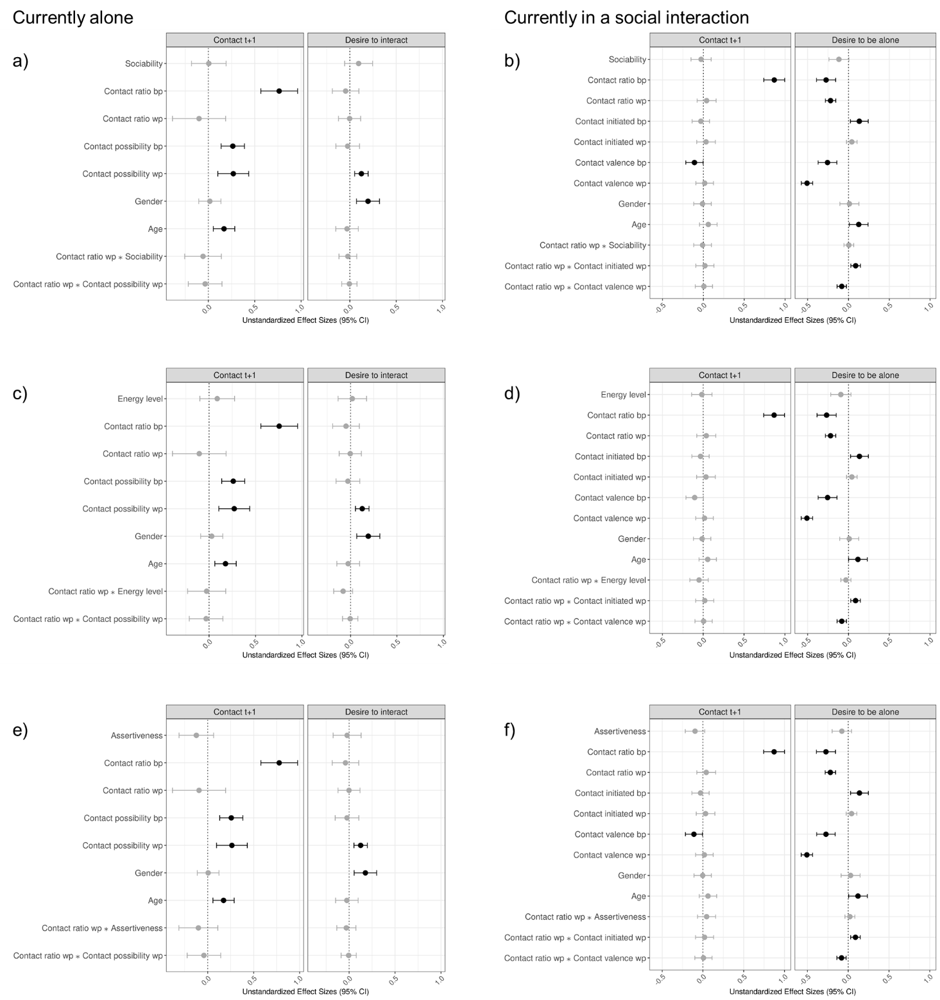 Currently alone
Currently in a social interaction
a)
Contact t+1
Desire to interact
Sociability
Contact ratio bp
Contact ratio wp
Contact possibility bp
Contact possibility wp
Gender
Age
Contact ratio wp * Sociability
Contact ratio wp * Contact possibility wp
0.0 0.5 1.0 0.0 0.5 1.0
Unstandardized Effect Sizes (95% CI)
b)
Contact t+1
Desire to be alone
Sociability
Contact ratio bp
Contact ratio wp
Contact initiated bp
Contact initiated wp
Contact valence bp
Contact valence wp
Gender
Age
Contact ratio wp * Sociability
Contact ratio wp * Contact initiated wp
Contact ratio wp * Contact valence wp
-0.5 0.0 0.5 1.0 -0.5 0.0 0.5 1.0
Unstandardized Effect Sizes (95% CI)
c)
Contact t+1
Desire to interact
Energy level
Contact ratio bp
Contact ratio wp
Contact possibility bp
Contact possibility wp
Gender
Age
Contact ratio wp * Energy level
Contact ratio wp * Contact possibility wp
0.0 0.5 1.0 0.0 0.5 1.0
Unstandardized Effect Sizes (95% CI)
d)
Contact t+1
Desire to be alone
Energy level
Contact ratio bp
Contact ratio wp
Contact initiated bp
Contact initiated wp
Contact valence bp
Contact valence wp
Gender
Age
Contact ratio wp * Energy level
Contact ratio wp * Contact initiated wp
Contact ratio wp * Contact valence wp
-0.5 0.0 0.5 1.0 -0.5 0.0 0.5 1.0
Unstandardized Effect Sizes (95% CI)
e)
Contact t+1
Desire to interact
Assertiveness
Contact ratio bp
Contact ratio wp
Contact possibility bp
Contact possibility wp
Gender
Age
Contact ratio wp * Assertiveness
Contact ratio wp * Contact possibility wp
0.0 0.5 1.0 0.0 0.5 1.0
Unstandardized Effect Sizes (95% CI)
f)
Contact t+1
Desire to be alone
Assertiveness
Contact ratio bp
Contact ratio wp
Contact initiated bp
Contact initiated wp
Contact valence bp
Contact valence wp
Gender
Age
Contact ratio wp * Assertiveness
Contact ratio wp * Contact initiated wp
Contact ratio wp * Contact valence wp
-0.5 0.0 0.5 1.0 -0.5 0.0 0.5 1.0
Unstandardized Effect Sizes (95% CI)